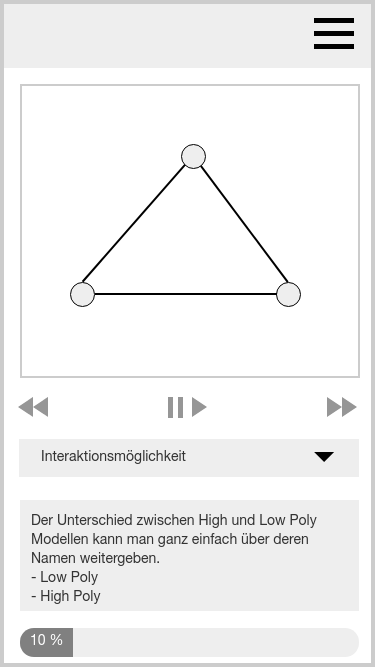 Interaktionsmöglichkeit
Der Unterschied zwischen High und Low Poly
Modellen kann man ganz einfach über deren
Namen weitergeben.
- Low Poly
- High Poly
10 %